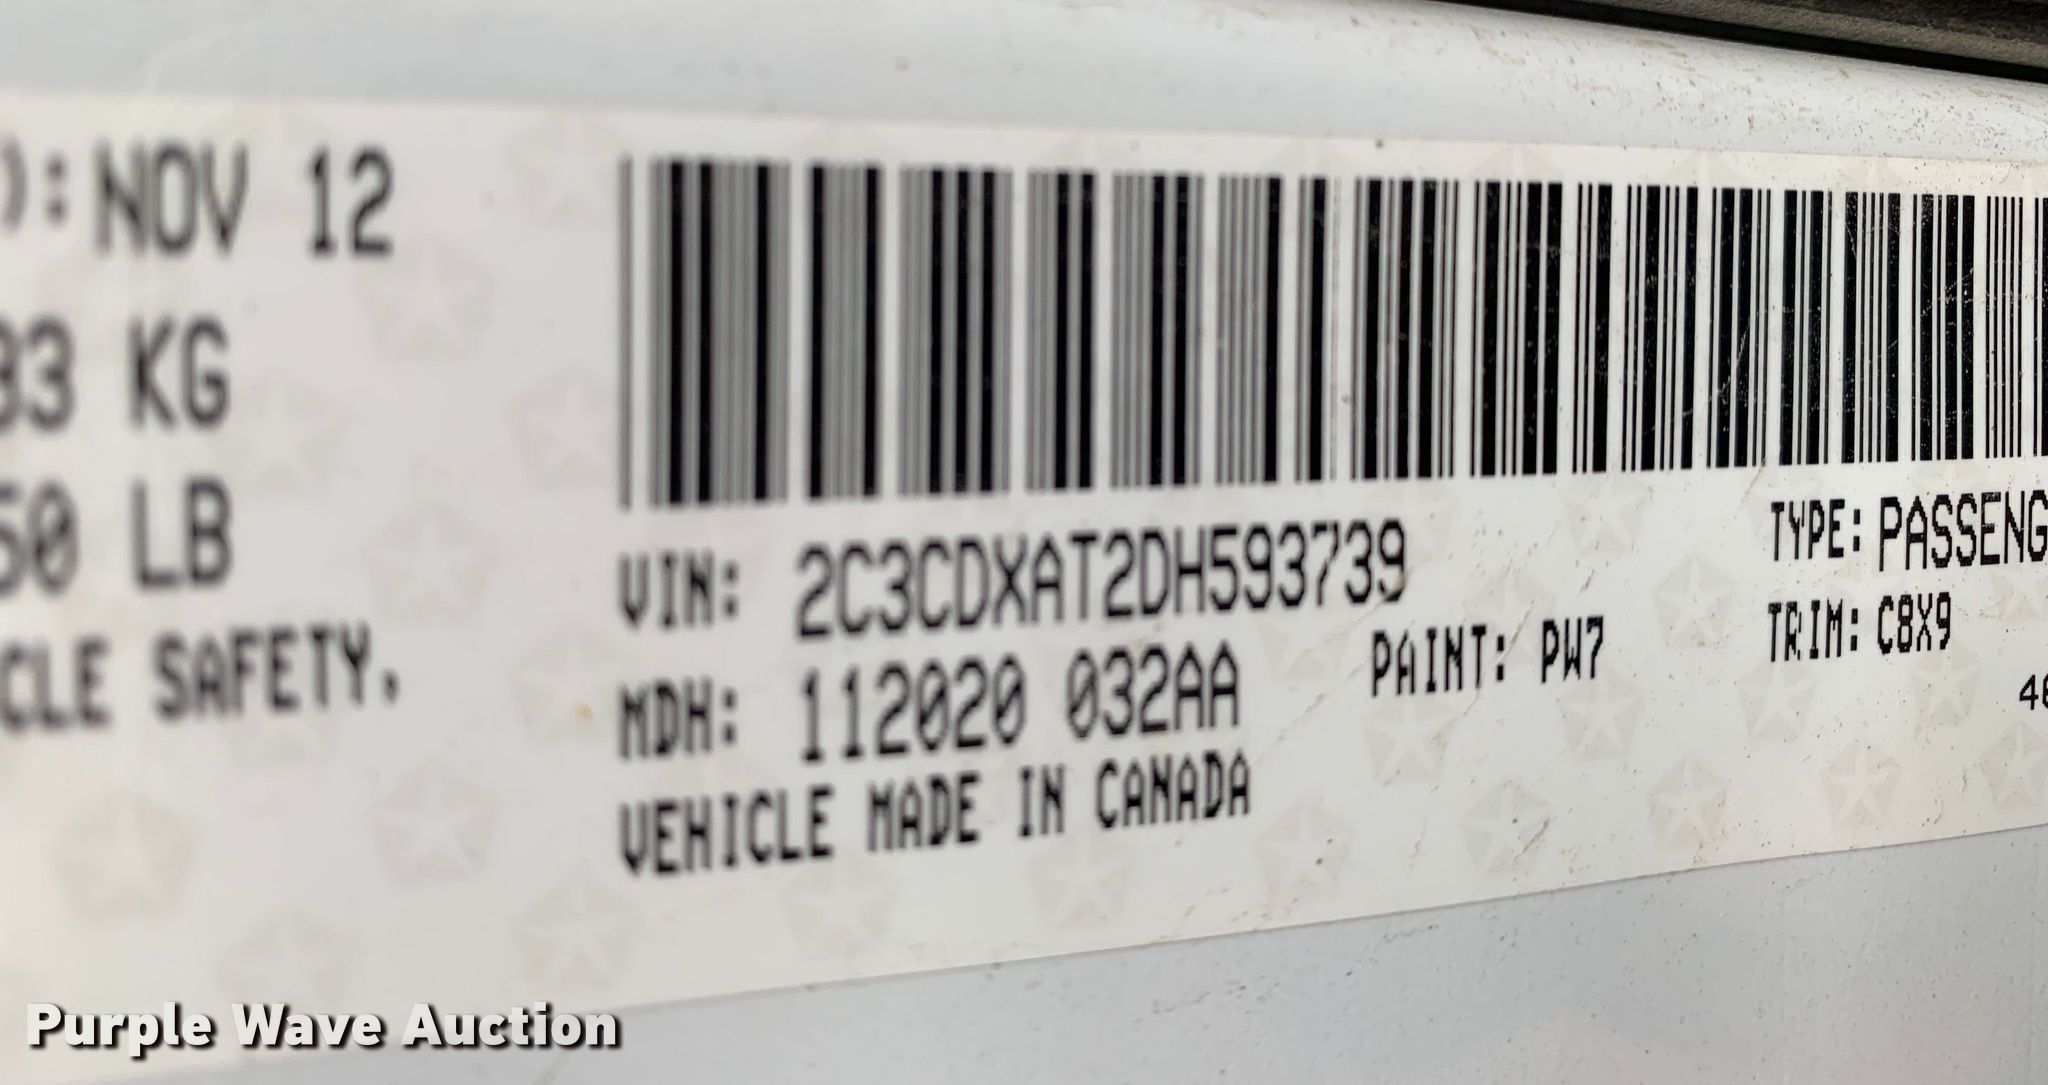 ): NOV 12
33 KG
50 LB
CLE SAFETY.
VIN: 2C3CDXAT2DH593739
TYPE: PASSENG
MDH: 112020 032AA
PAINT: PW7
TRIM: C8X9
VEHICLE MADE IN CANADA
Purple Wave Auction